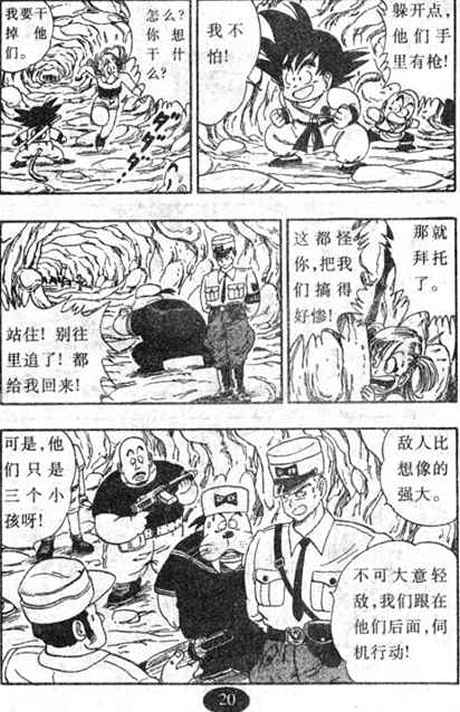 躲开点,
他们手
里有枪!
我不
怕!
怎么?
你想
干什
么?
我要干
掉他
们。
那就
拜托
了。
这都怪
你,把我
们搞得
好惨!
站住!别往
里追了!都
给我回来!
敌人比
想像的
强大。
不可大意轻
敌,我们跟在
他们后面,伺
机行动!
可是,他
们只是
三个小
孩呀!
20